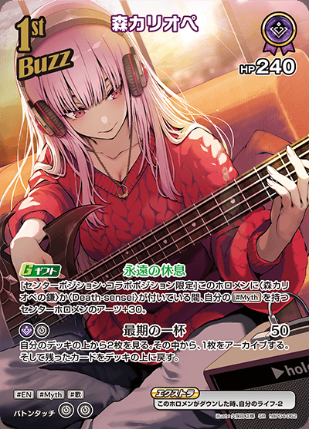 1st
Buzz
森カリオペ
HP240
ギフト 永遠の休息
[センターポジション・コラボポジション限定]このホロメンに〈森カリ
オペの鎌〉か〈Death-sensei〉が付いている間、自分の#Mythを持つ
センターホロメンのアーツ+30。
最期の一杯 50
自分のデッキの上から2枚を見る。その中から、1枚をアーカイブする。
そして残ったカードをデッキの上に戻す。
#EN #Myth #歌
バトンタッチ
エクストラ
このホロメンがダウンした時、自分のライフ-2
holo